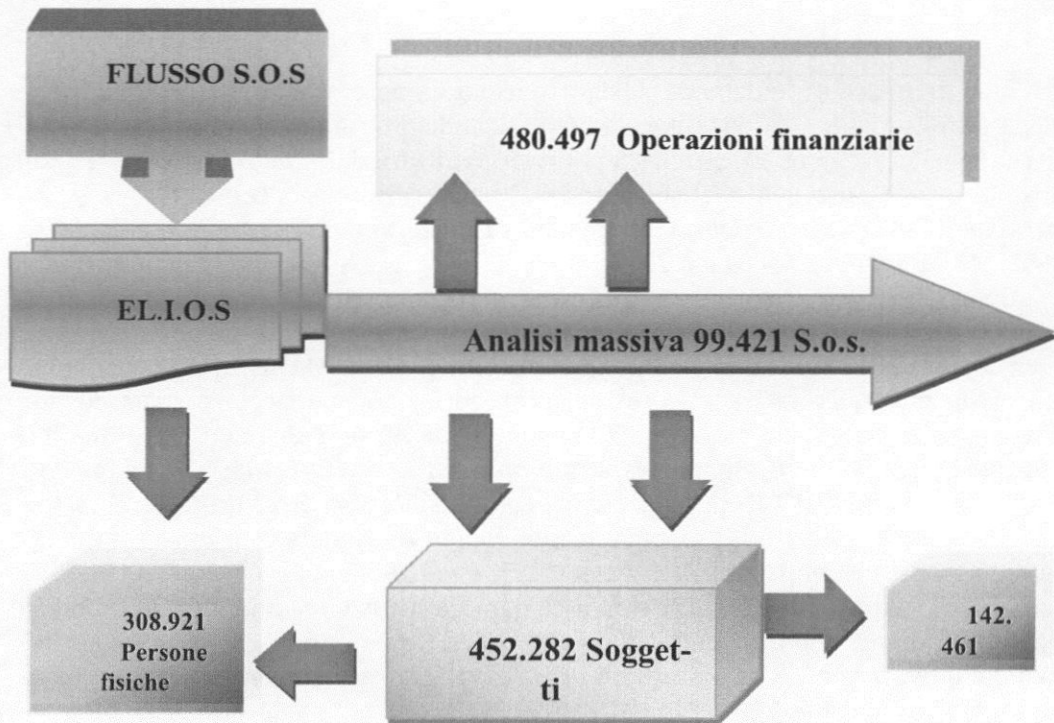 FLUSSO S.O.S
480.497 Operazioni finanziarie
EL.I.O.S
Analisi massiva 99.421 S.o.s.
308.921
Persone
fisiche
452.282 Sogget-
ti
142.
461